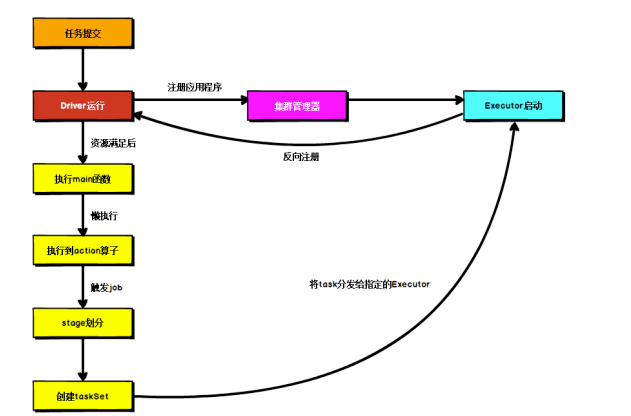 任务提交
Driver运行
注册应用程序
集群管理器
Executor启动
反向注册
资源满足后
执行main函数
懒执行
执行到action算子
触发job
将task分发给指定的Executor
stage划分
创建taskSet